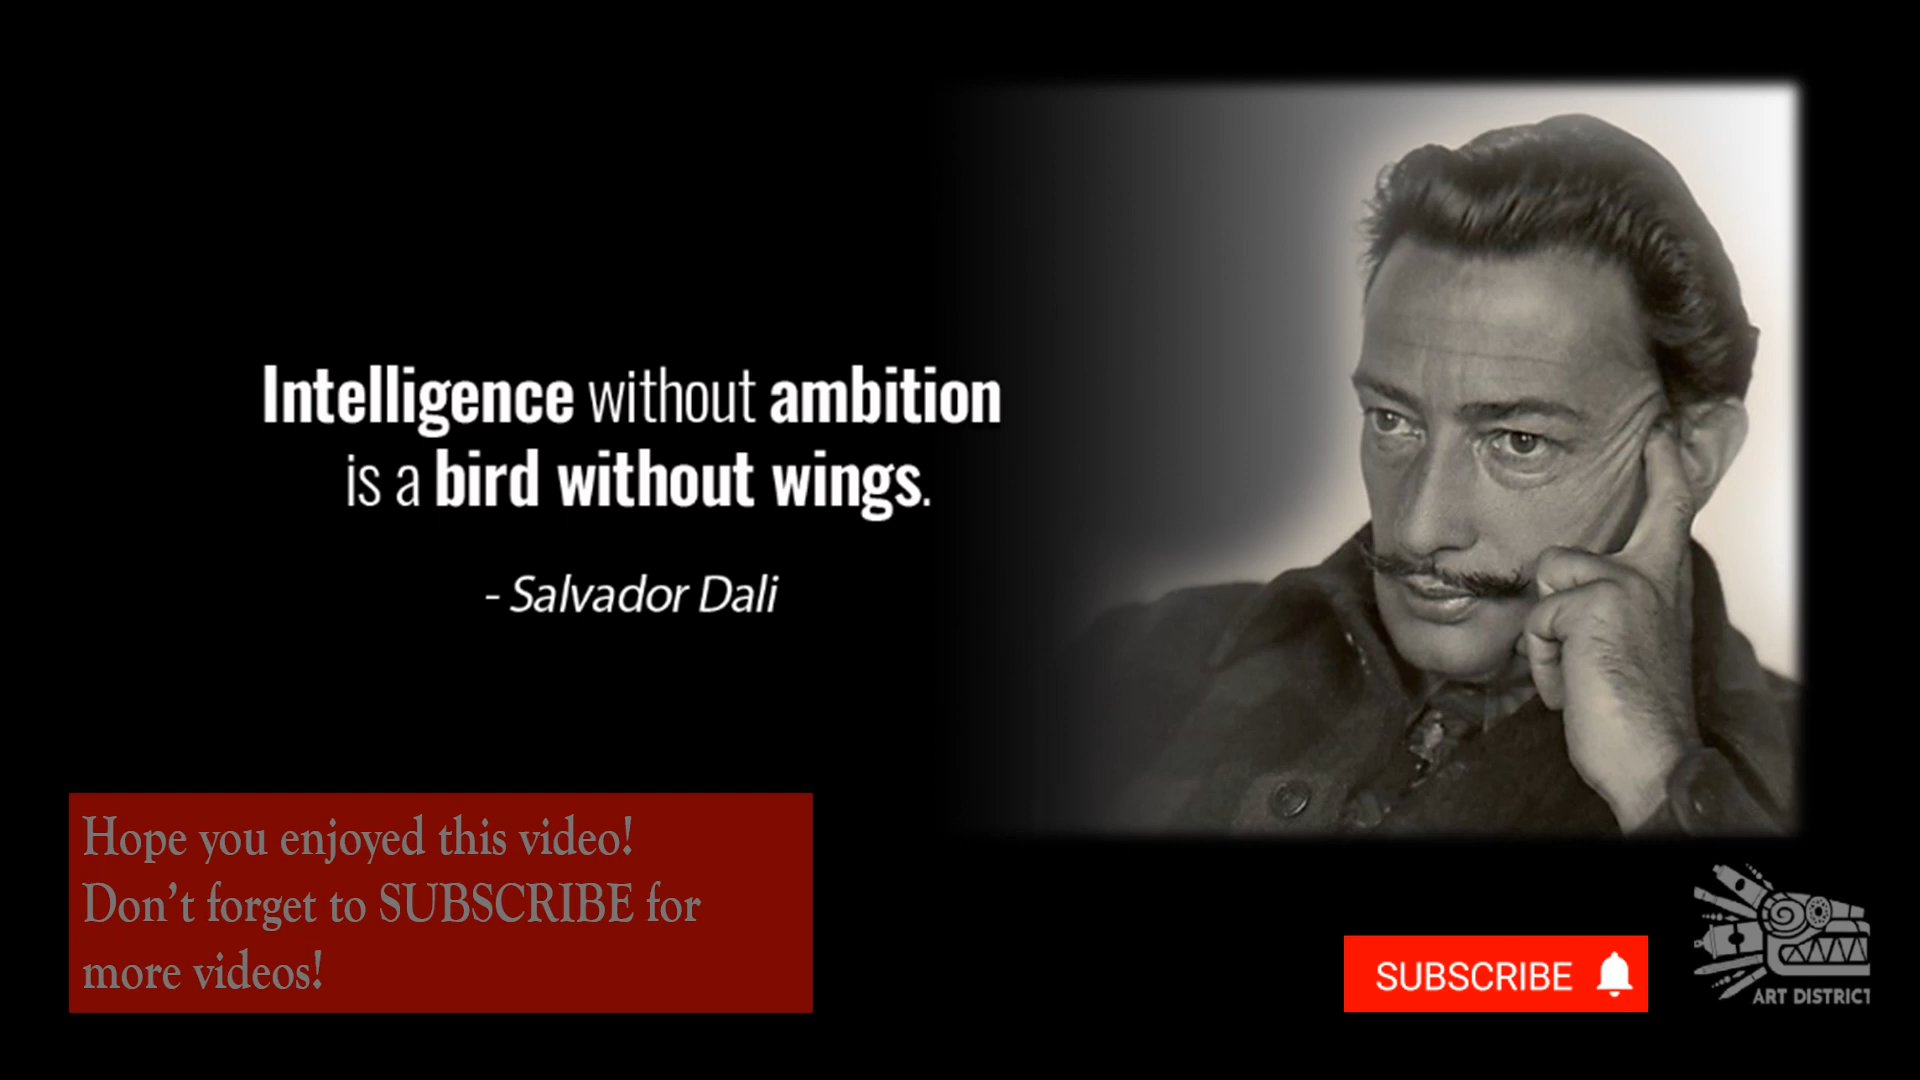 Intelligence without ambition
is a bird without wings.
- Salvador Dali
Hope you enjoyed this video!
Don't forget to SUBSCRIBE for
more videos!
SUBSCRIBE
ART DISTRICT